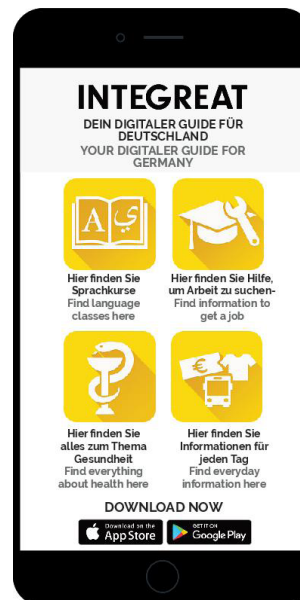 INTEGREAT
DEIN DIGITALER GUIDE FÜR
DEUTSCHLAND
YOUR DIGITALER GUIDE FOR
GERMANY
A ي
Hier finden Sie
Sprachkurse
Find language
classes here
Hier finden Sie Hilfe,
um Arbeit zu suchen-
Find information to
get a job
€
Hier finden Sie
alles zum Thema
Gesundheit
Find everything
about health here
Hier finden Sie
Informationen für
jeden Tag
Find everyday
information here
DOWNLOAD NOW
Download on the
App Store
GET IT ON
Google Play